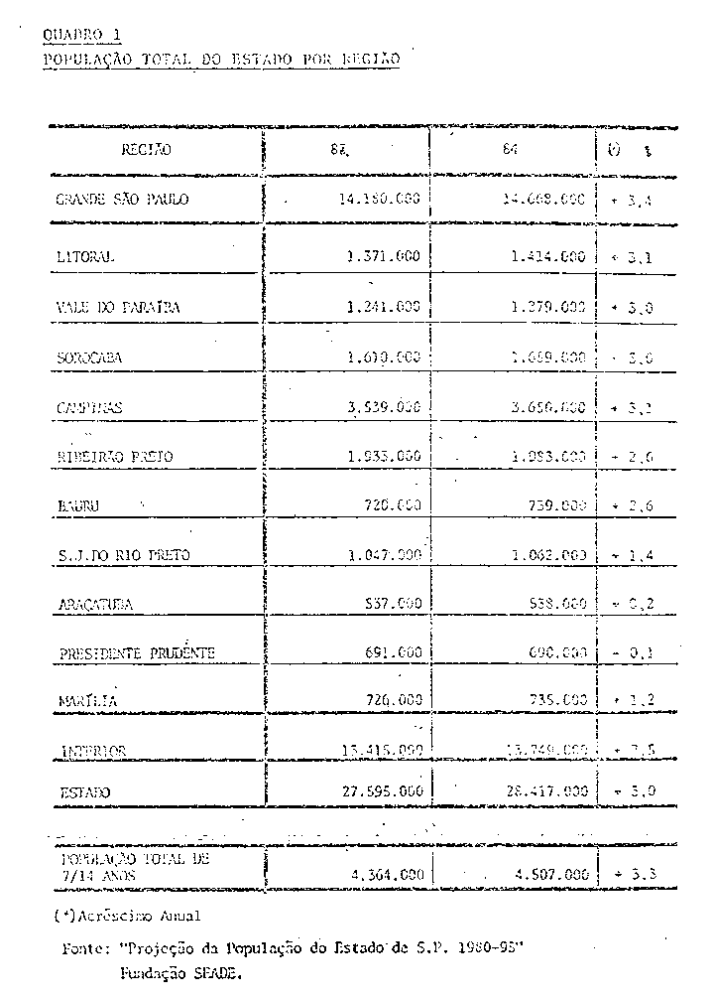 QUADRO 1
POPULAÇÃO TOTAL DO ESTADO POR REGIÃO
REGIÃO 83 84 (*) %
GRANDE SÃO PAULO 14.180.000 14.668.000 + 3,4
LITORAL 1.371.000 1.414.000 + 3,1
VALE DO PARAÍBA 1.241.000 1.279.000 + 3,0
SOROCABA 1.610.000 1.659.000 + 3,0
CAMPINAS 3.539.000 3.650.000 + 3,1
RIBEIRÃO PRETO 1.933.000 1.983.000 + 2,6
BAURU 720.000 739.000 + 2,6
S.J.DO RIO PRETO 1.047.000 1.062.000 + 1,4
ARAÇATUBA 537.000 538.000 + 0,2
PRESIDENTE PRUDÊNTE 691.000 690.000 - 0,1
MARÍLIA 726.000 735.000 + 1,2
INTERIOR 13.415.000 13.749.000 + 2,5
ESTADO 27.595.000 28.417.000 + 3,0
POPULAÇÃO TOTAL DE
7/14 ANOS 4.364.000 4.507.000 + 3,3
(*)Acréscimo Anual
Fonte: "Projeção da População do Estado de S.P. 1980-95"
Fundação SEADE.